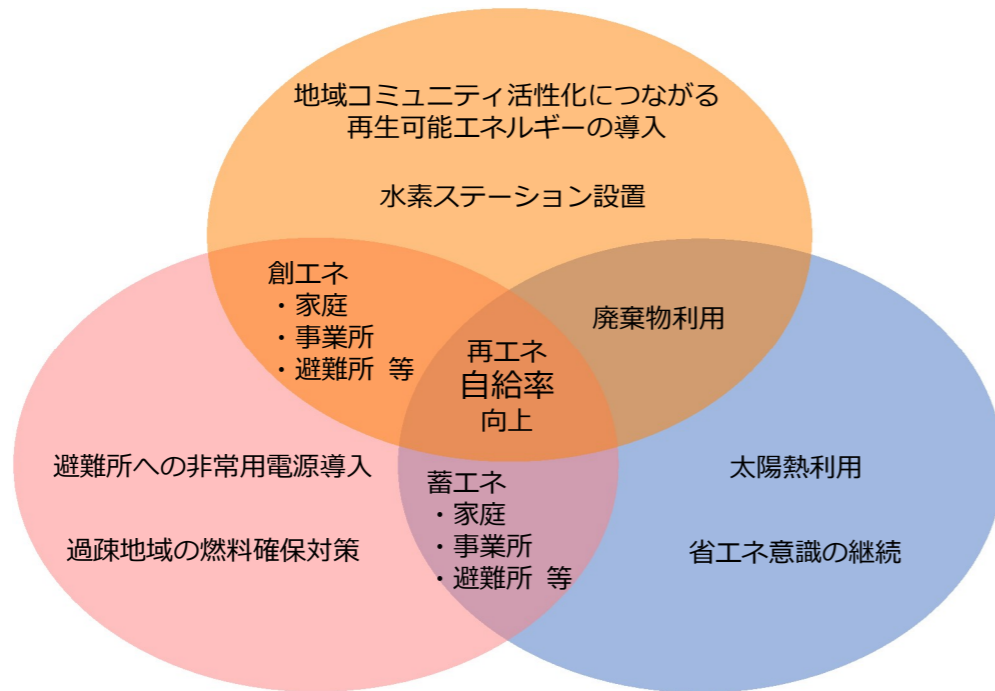 地域コミュニティ活性化につながる
再生可能エネルギーの導入
水素ステーション設置
創エネ
・家庭
・事業所
・避難所 等
廃棄物利用
再エネ
自給率
向上
避難所への非常用電源導入
過疎地域の燃料確保対策
蓄エネ
・家庭
・事業所
・避難所 等
太陽熱利用
省エネ意識の継続